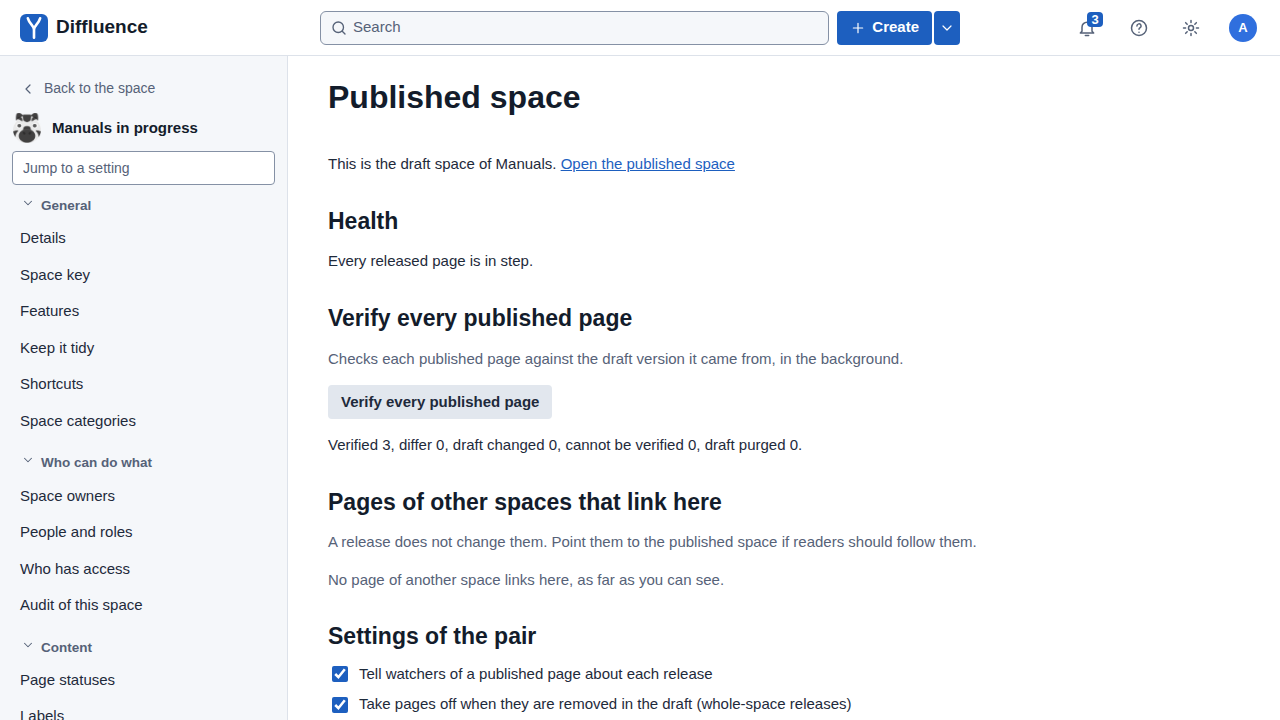 Diffluence
Search
Create
3
A
Back to the space
Manuals in progress
Jump to a setting
General
Details
Space key
Features
Keep it tidy
Shortcuts
Space categories
Who can do what
Space owners
People and roles
Who has access
Audit of this space
Content
Page statuses
Labels
Published space
This is the draft space of Manuals. Open the published space
Health
Every released page is in step.
Verify every published page
Checks each published page against the draft version it came from, in the background.
Verify every published page
Verified 3, differ 0, draft changed 0, cannot be verified 0, draft purged 0.
Pages of other spaces that link here
A release does not change them. Point them to the published space if readers should follow them.
No page of another space links here, as far as you can see.
Settings of the pair
Tell watchers of a published page about each release
Take pages off when they are removed in the draft (whole-space releases)